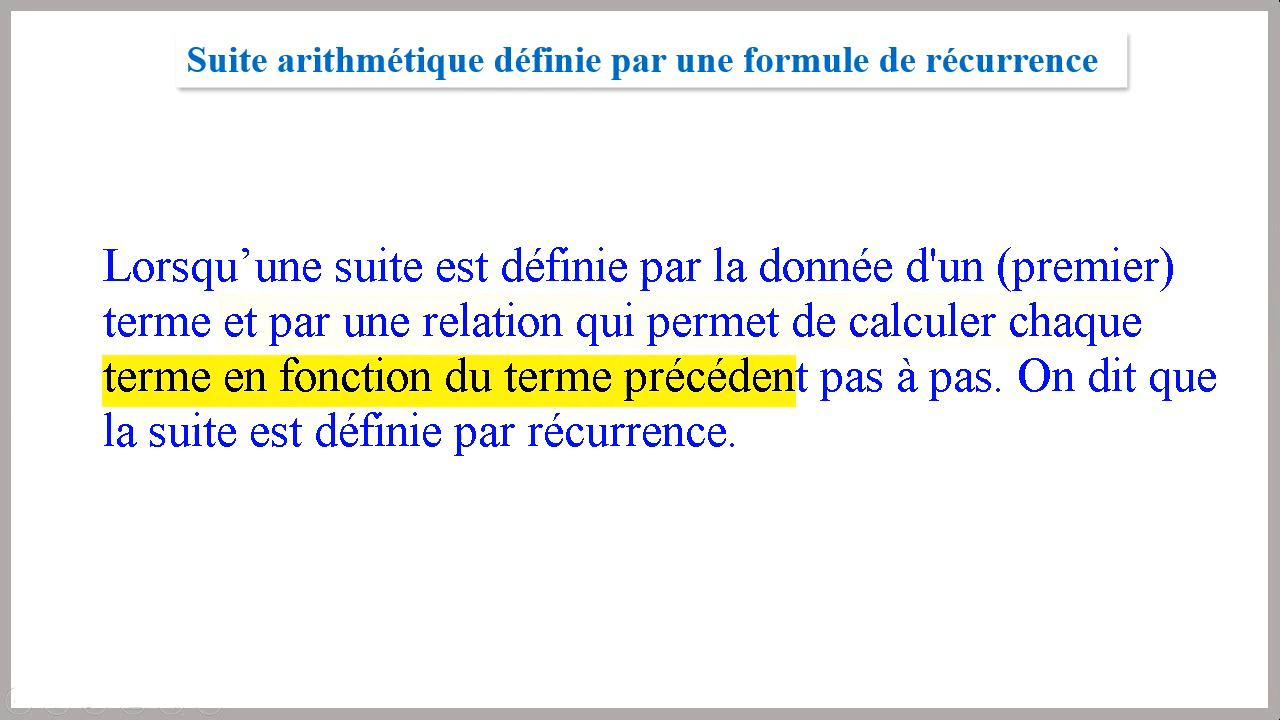 Suite arithmétique définie par une formule de récurrence
Lorsqu’une suite est définie par la donnée d'un (premier)
terme et par une relation qui permet de calculer chaque
terme en fonction du terme précédent pas à pas. On dit que
la suite est définie par récurrence.